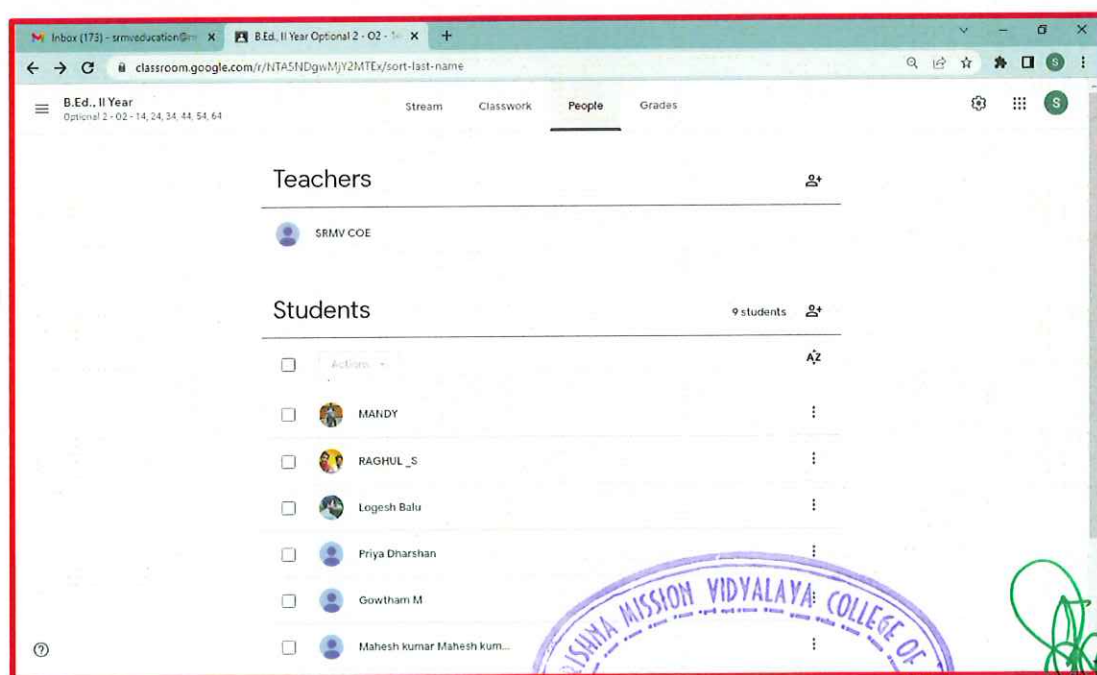 Inbox (173) - srmveducation@
B.Ed., II Year Optional 2 - O2 -
classroom.google.com/r/NTA5NDgwMjY2MTEx/sort-last-name
S
B.Ed., II Year
Optional 2 - O2 - 14, 24, 34, 44, 54, 64
Stream Classwork People Grades
S
Teachers
SRMV COE
Students
9 students
Actions
AZ
MANDY
RAGHUL _S
Logesh Balu
Priya Dharshan
Gowtham M
Mahesh kumar Mahesh kum...
MISSION VIDYALAYA COLLEGE OF